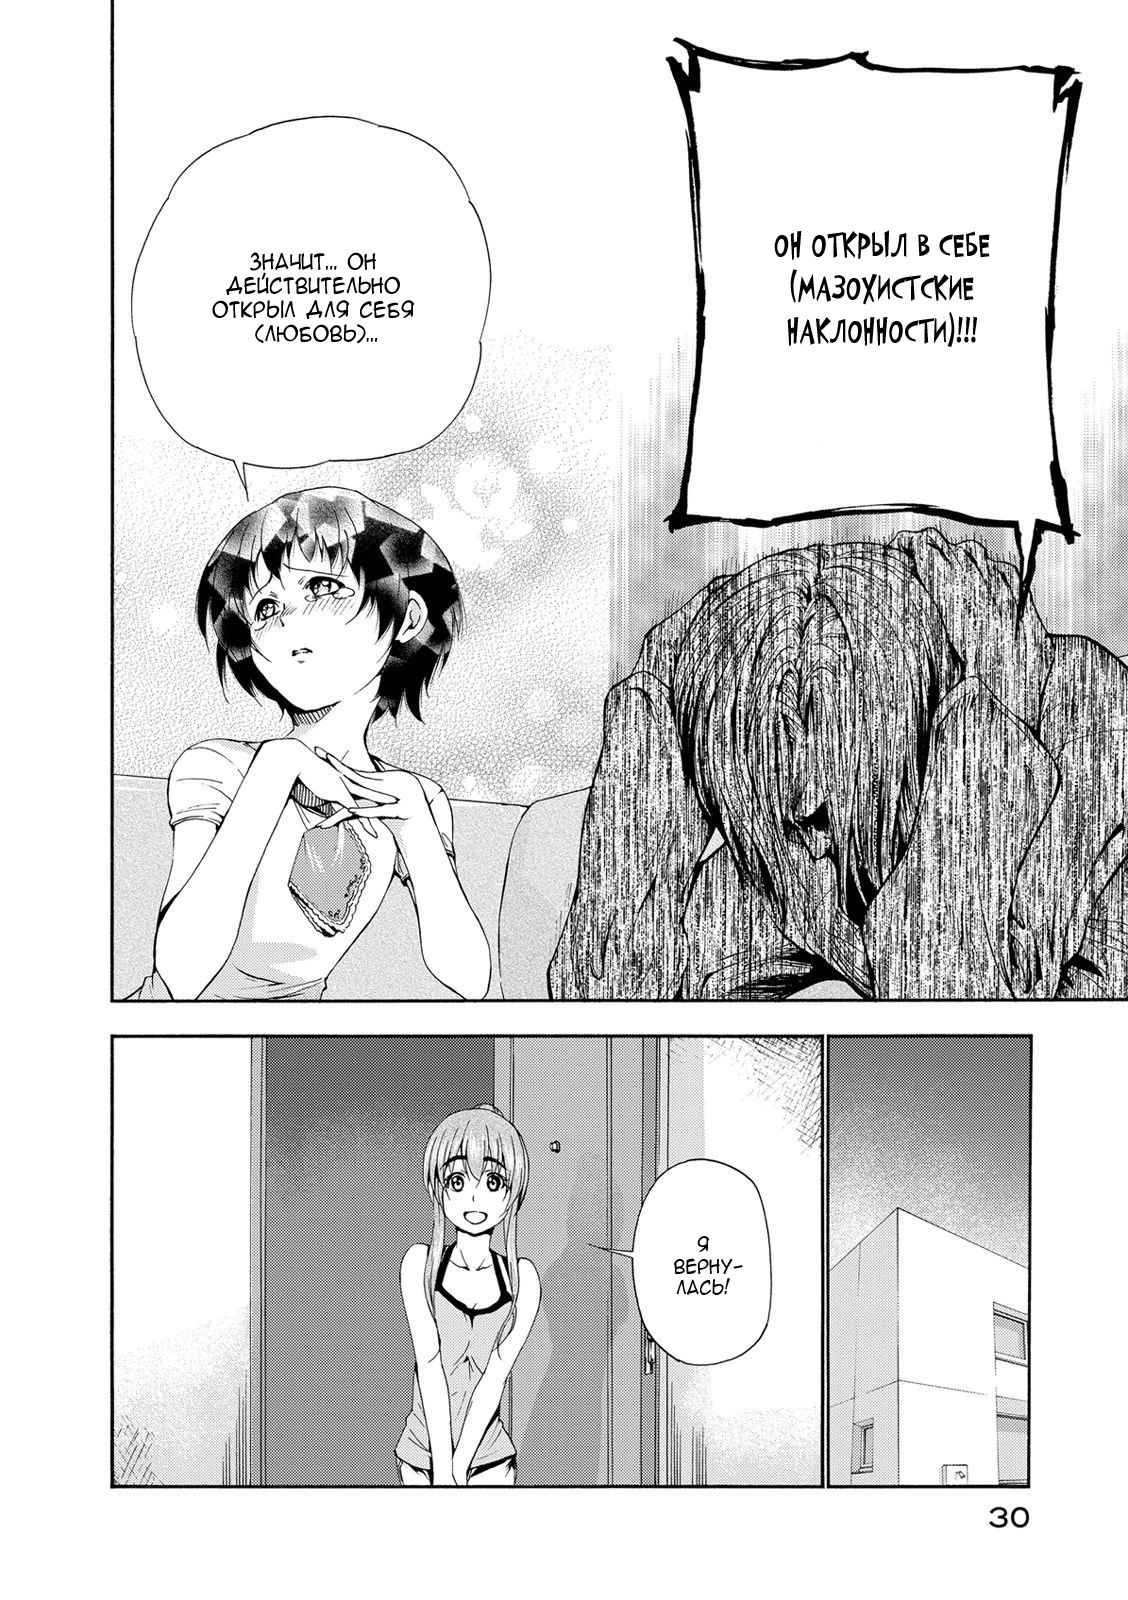 ОН ОТКРЫЛ В СЕБЕ
(МАЗОХИСТСКИЕ
НАКЛОННОСТИ)!!!
ЗНАЧИТ... ОН
ДЕЙСТВИТЕЛЬНО
ОТКРЫЛ ДЛЯ СЕБЯ
(ЛЮБОВЬ)...
Я
ВЕРНУ-
ЛАСЬ!
30